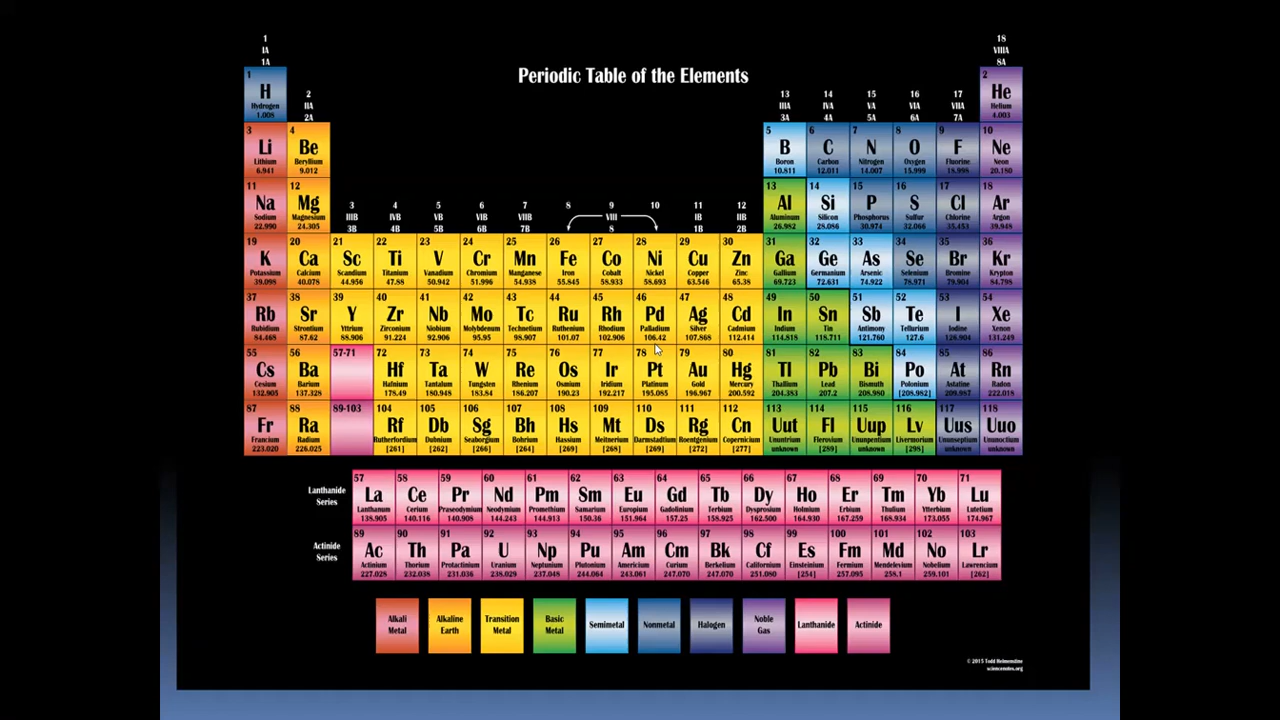 1 18
IA VIIIA
1A 8A
Periodic Table of the Elements
1 2
H He
Hydrogen Helium
1.008 4.003
2 13 14 15 16 17
IIA IIIA IVA VA VIA VIIA
2A 3A 4A 5A 6A 7A
3 4 5 6 7 8 9 10
Li Be B C N O F Ne
Lithium Beryllium Boron Carbon Nitrogen Oxygen Fluorine Neon
6.941 9.012 10.811 12.011 14.007 15.999 18.998 20.180
11 12 13 14 15 16 17 18
Na Mg Al Si P S Cl Ar
Sodium Magnesium Aluminum Silicon Phosphorus Sulfur Chlorine Argon
22.990 24.305 26.982 28.086 30.974 32.066 35.453 39.948
3 4 5 6 7 8 9 10 11 12
IIIB IVB VB VIB VIIB VIII IB IIB
3B 4B 5B 6B 7B 8 1B 2B
19 20 21 22 23 24 25 26 27 28 29 30 31 32 33 34 35 36
K Ca Sc Ti V Cr Mn Fe Co Ni Cu Zn Ga Ge As Se Br Kr
Potassium Calcium Scandium Titanium Vanadium Chromium Manganese Iron Cobalt Nickel Copper Zinc Gallium Germanium Arsenic Selenium Bromine Krypton
39.098 40.078 44.956 47.88 50.942 51.996 54.938 55.845 58.933 58.693 63.546 65.38 69.723 72.631 74.922 78.971 79.904 84.798
37 38 39 40 41 42 43 44 45 46 47 48 49 50 51 52 53 54
Rb Sr Y Zr Nb Mo Tc Ru Rh Pd Ag Cd In Sn Sb Te I Xe
Rubidium Strontium Yttrium Zirconium Niobium Molybdenum Technetium Ruthenium Rhodium Palladium Silver Cadmium Indium Tin Antimony Tellurium Iodine Xenon
84.468 87.62 88.906 91.224 92.906 95.95 98.907 101.07 102.906 106.42 107.868 112.414 114.818 118.711 121.760 127.6 126.904 131.249
55 56 57-71 72 73 74 75 76 77 78 79 80 81 82 83 84 85 86
Cs Ba Hf Ta W Re Os Ir Pt Au Hg Tl Pb Bi Po At Rn
Cesium Barium Hafnium Tantalum Tungsten Rhenium Osmium Iridium Platinum Gold Mercury Thallium Lead Bismuth Polonium Astatine Radon
132.905 137.328 178.49 180.948 183.84 186.207 190.23 192.217 195.085 196.967 200.592 204.383 207.2 208.980 [208.982] 209.987 222.018
87 88 89-103 104 105 106 107 108 109 110 111 112 113 114 115 116 117 118
Fr Ra Rf Db Sg Bh Hs Mt Ds Rg Cn Uut Fl Uup Lv Uus Uuo
Francium Radium Rutherfordium Dubnium Seaborgium Bohrium Hassium Meitnerium Darmstadtium Roentgenium Copernicium Ununtrium Flerovium Ununpentium Livermorium Ununseptium Ununoctium
223.020 226.025 [261] [262] [266] [264] [269] [268] [269] [272] [277] unknown [289] unknown [298] unknown unknown
Lanthanide
Series
57 58 59 60 61 62 63 64 65 66 67 68 69 70 71
La Ce Pr Nd Pm Sm Eu Gd Tb Dy Ho Er Tm Yb Lu
Lanthanum Cerium Praseodymium Neodymium Promethium Samarium Europium Gadolinium Terbium Dysprosium Holmium Erbium Thulium Ytterbium Lutetium
138.905 140.116 140.908 144.243 144.913 150.36 151.964 157.25 158.925 162.500 164.930 167.259 168.934 173.055 174.967
Actinide
Series
89 90 91 92 93 94 95 96 97 98 99 100 101 102 103
Ac Th Pa U Np Pu Am Cm Bk Cf Es Fm Md No Lr
Actinium Thorium Protactinium Uranium Neptunium Plutonium Americium Curium Berkelium Californium Einsteinium Fermium Mendelevium Nobelium Lawrencium
227.028 232.038 231.036 238.029 237.048 244.064 243.061 247.070 247.070 251.080 [254] 257.095 258.1 259.101 [262]
Alkali
Metal
Alkaline
Earth
Transition
Metal
Basic
Metal
Semimetal
Nonmetal
Halogen
Noble
Gas
Lanthanide
Actinide
© 2015 Todd Helmenstine
sciencenotes.org